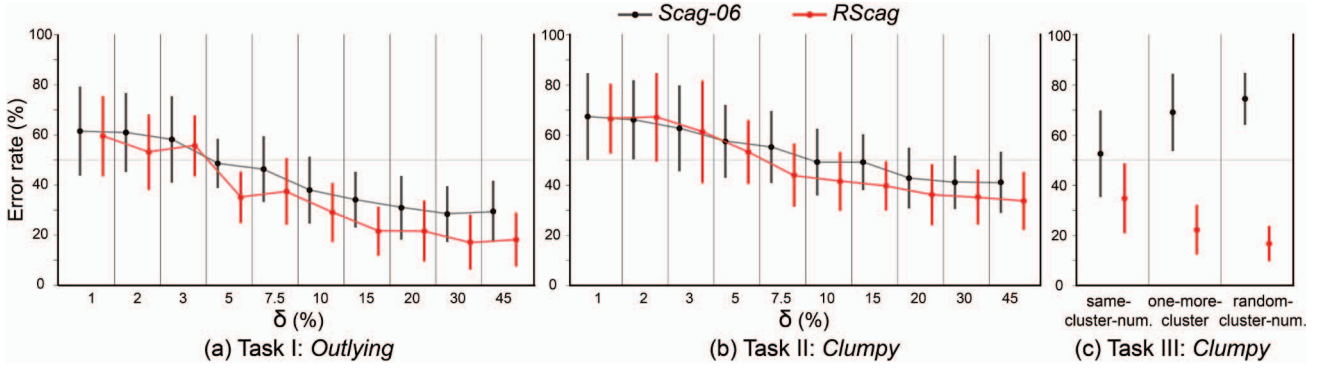 Scag-06 RScag
Error rate (%)
100
80
60
40
20
0
1 2 3 5 7.5 10 15 20 30 45
δ (%)
(a) Task I: Outlying
100
80
60
40
20
0
1 2 3 5 7.5 10 15 20 30 45
δ (%)
(b) Task II: Clumpy
100
80
60
40
20
0
same-cluster-num.
one-more-cluster
random-cluster-num.
(c) Task III: Clumpy